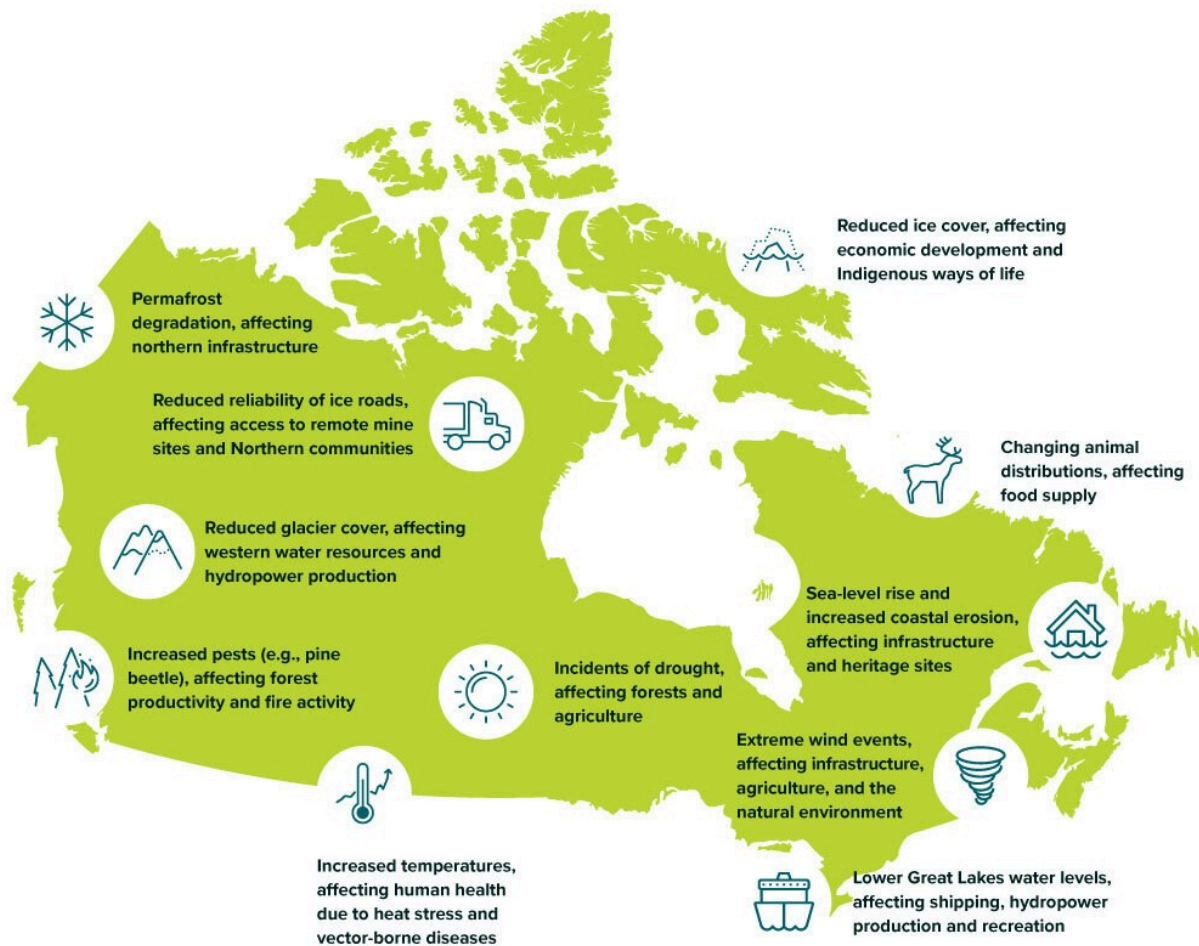 Reduced ice cover, affecting
economic development and
Indigenous ways of life
Permafrost
degradation, affecting
northern infrastructure
Reduced reliability of ice roads,
affecting access to remote mine
sites and Northern communities
Changing animal
distributions, affecting
food supply
Reduced glacier cover, affecting
western water resources and
hydropower production
Sea-level rise and
increased coastal erosion,
affecting infrastructure
and heritage sites
Increased pests (e.g., pine
beetle), affecting forest
productivity and fire activity
Incidents of drought,
affecting forests and
agriculture
Extreme wind events,
affecting infrastructure,
agriculture, and the
natural environment
Increased temperatures,
affecting human health
due to heat stress and
vector-borne diseases
Lower Great Lakes water levels,
affecting shipping, hydropower
production and recreation